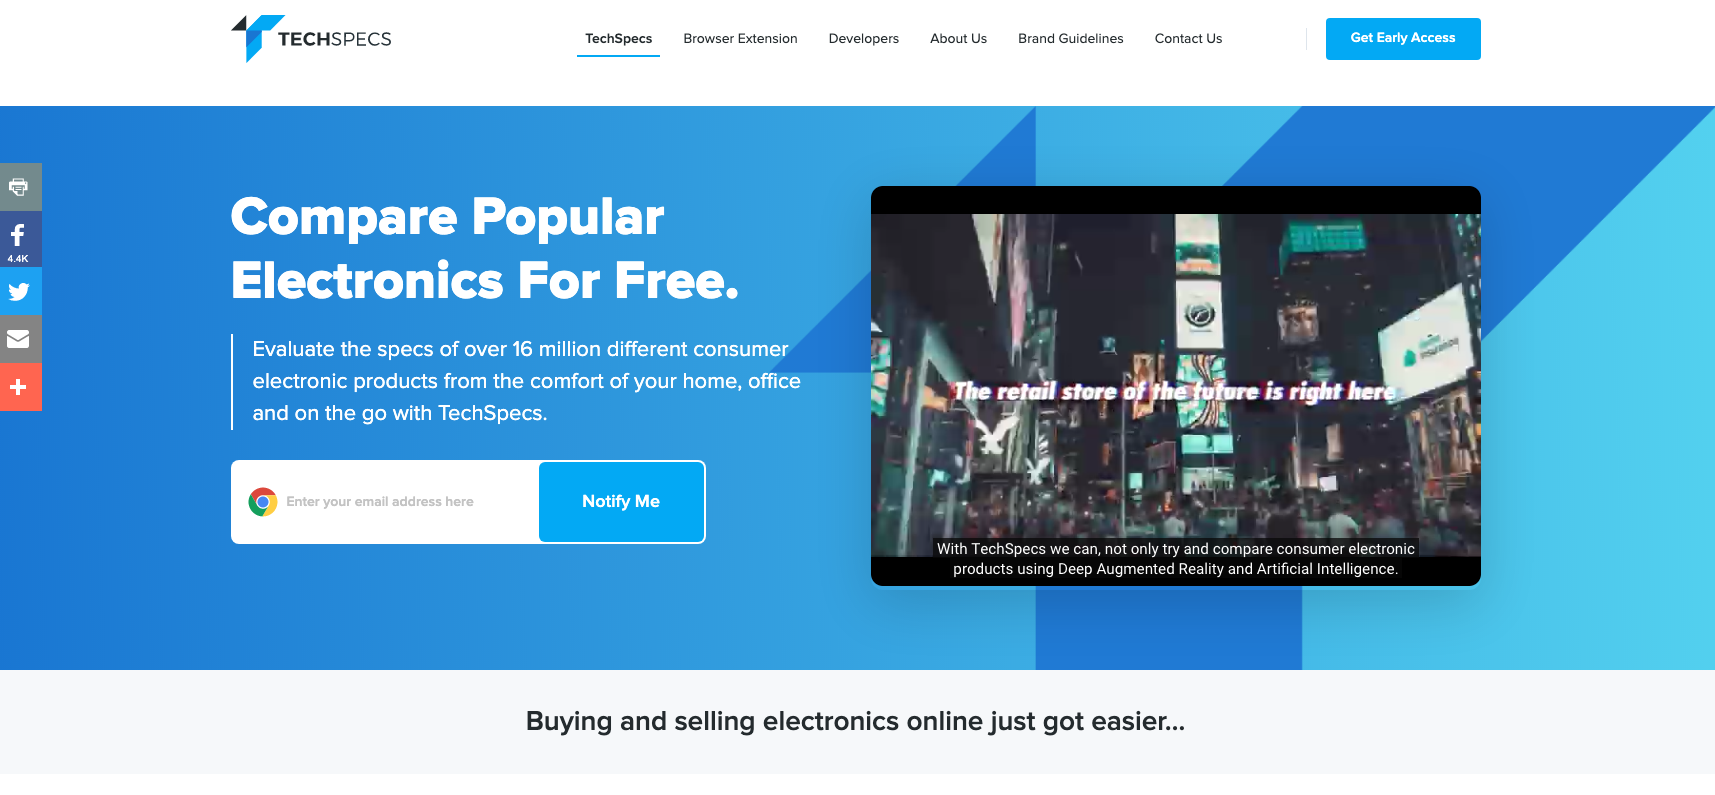 TECHSPECS
TechSpecs
Browser Extension
Developers
About Us
Brand Guidelines
Contact Us
Get Early Access
4.4K
Compare Popular
Electronics For Free.
Evaluate the specs of over 16 million different consumer
electronic products from the comfort of your home, office
and on the go with TechSpecs.
Enter your email address here
Notify Me
The retail store of the future is right here
With TechSpecs we can, not only try and compare consumer electronic
products using Deep Augmented Reality and Artificial Intelligence.
Buying and selling electronics online just got easier...